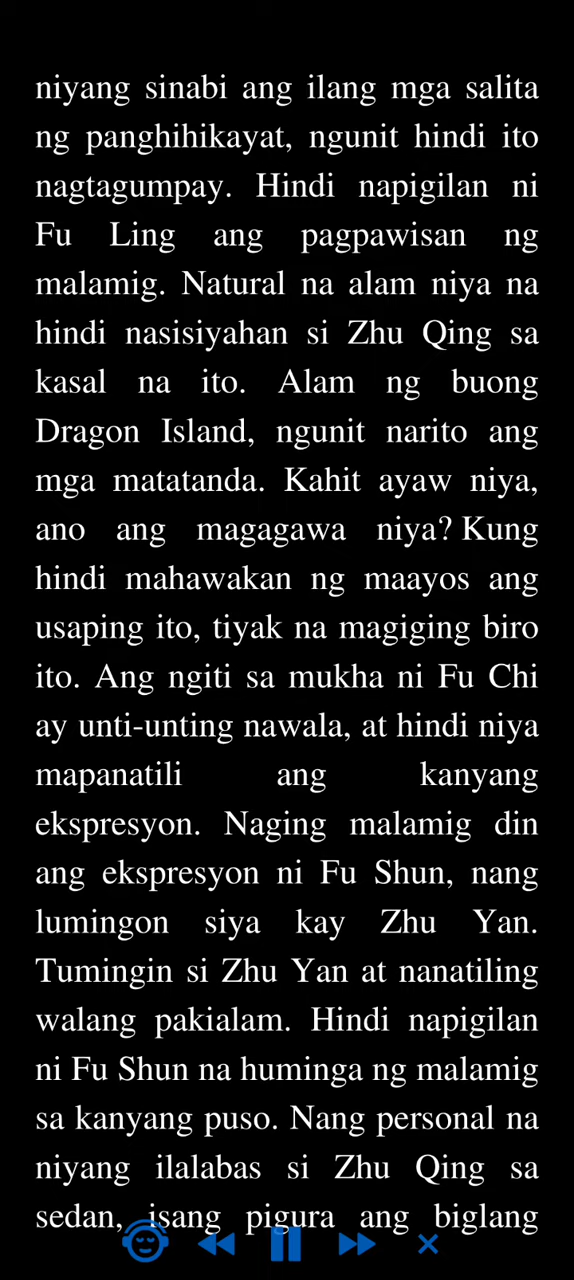 niyang sinabi ang ilang mga salita
ng panghihikayat, ngunit hindi ito
nagtagumpay. Hindi napigilan ni
Fu Ling ang pagpawisan ng
malamig. Natural na alam niya na
hindi nasisiyahan si Zhu Qing sa
kasal na ito. Alam ng buong
Dragon Island, ngunit narito ang
mga matatanda. Kahit ayaw niya,
ano ang magagawa niya? Kung
hindi mahawakan ng maayos ang
usaping ito, tiyak na magiging biro
ito. Ang ngiti sa mukha ni Fu Chi
ay unti-unting nawala, at hindi niya
mapanatili ang kanyang
ekspresyon. Naging malamig din
ang ekspresyon ni Fu Shun, nang
lumingon siya kay Zhu Yan.
Tumingin si Zhu Yan at nanatiling
walang pakialam. Hindi napigilan
ni Fu Shun na huminga ng malamig
sa kanyang puso. Nang personal na
niyang ilalabas si Zhu Qing sa
sedan, isang pigura ang biglang